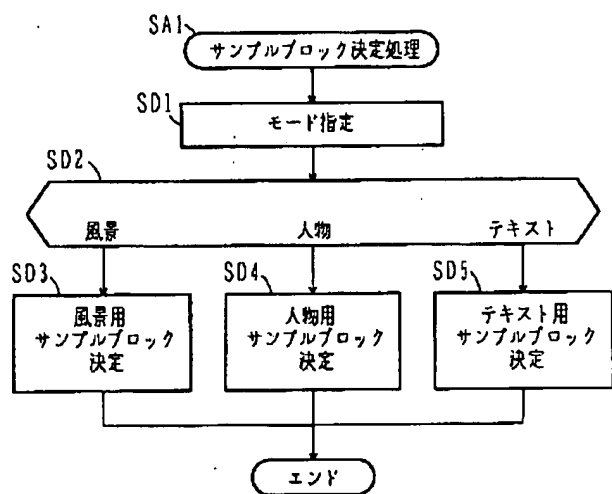 SA1
サンプルブロック決定処理
SD1
モード指定
SD2
風景
人物
テキスト
SD3
風景用
サンプルブロック
決定
SD4
人物用
サンプルブロック
決定
SD5
テキスト用
サンプルブロック
決定
エンド